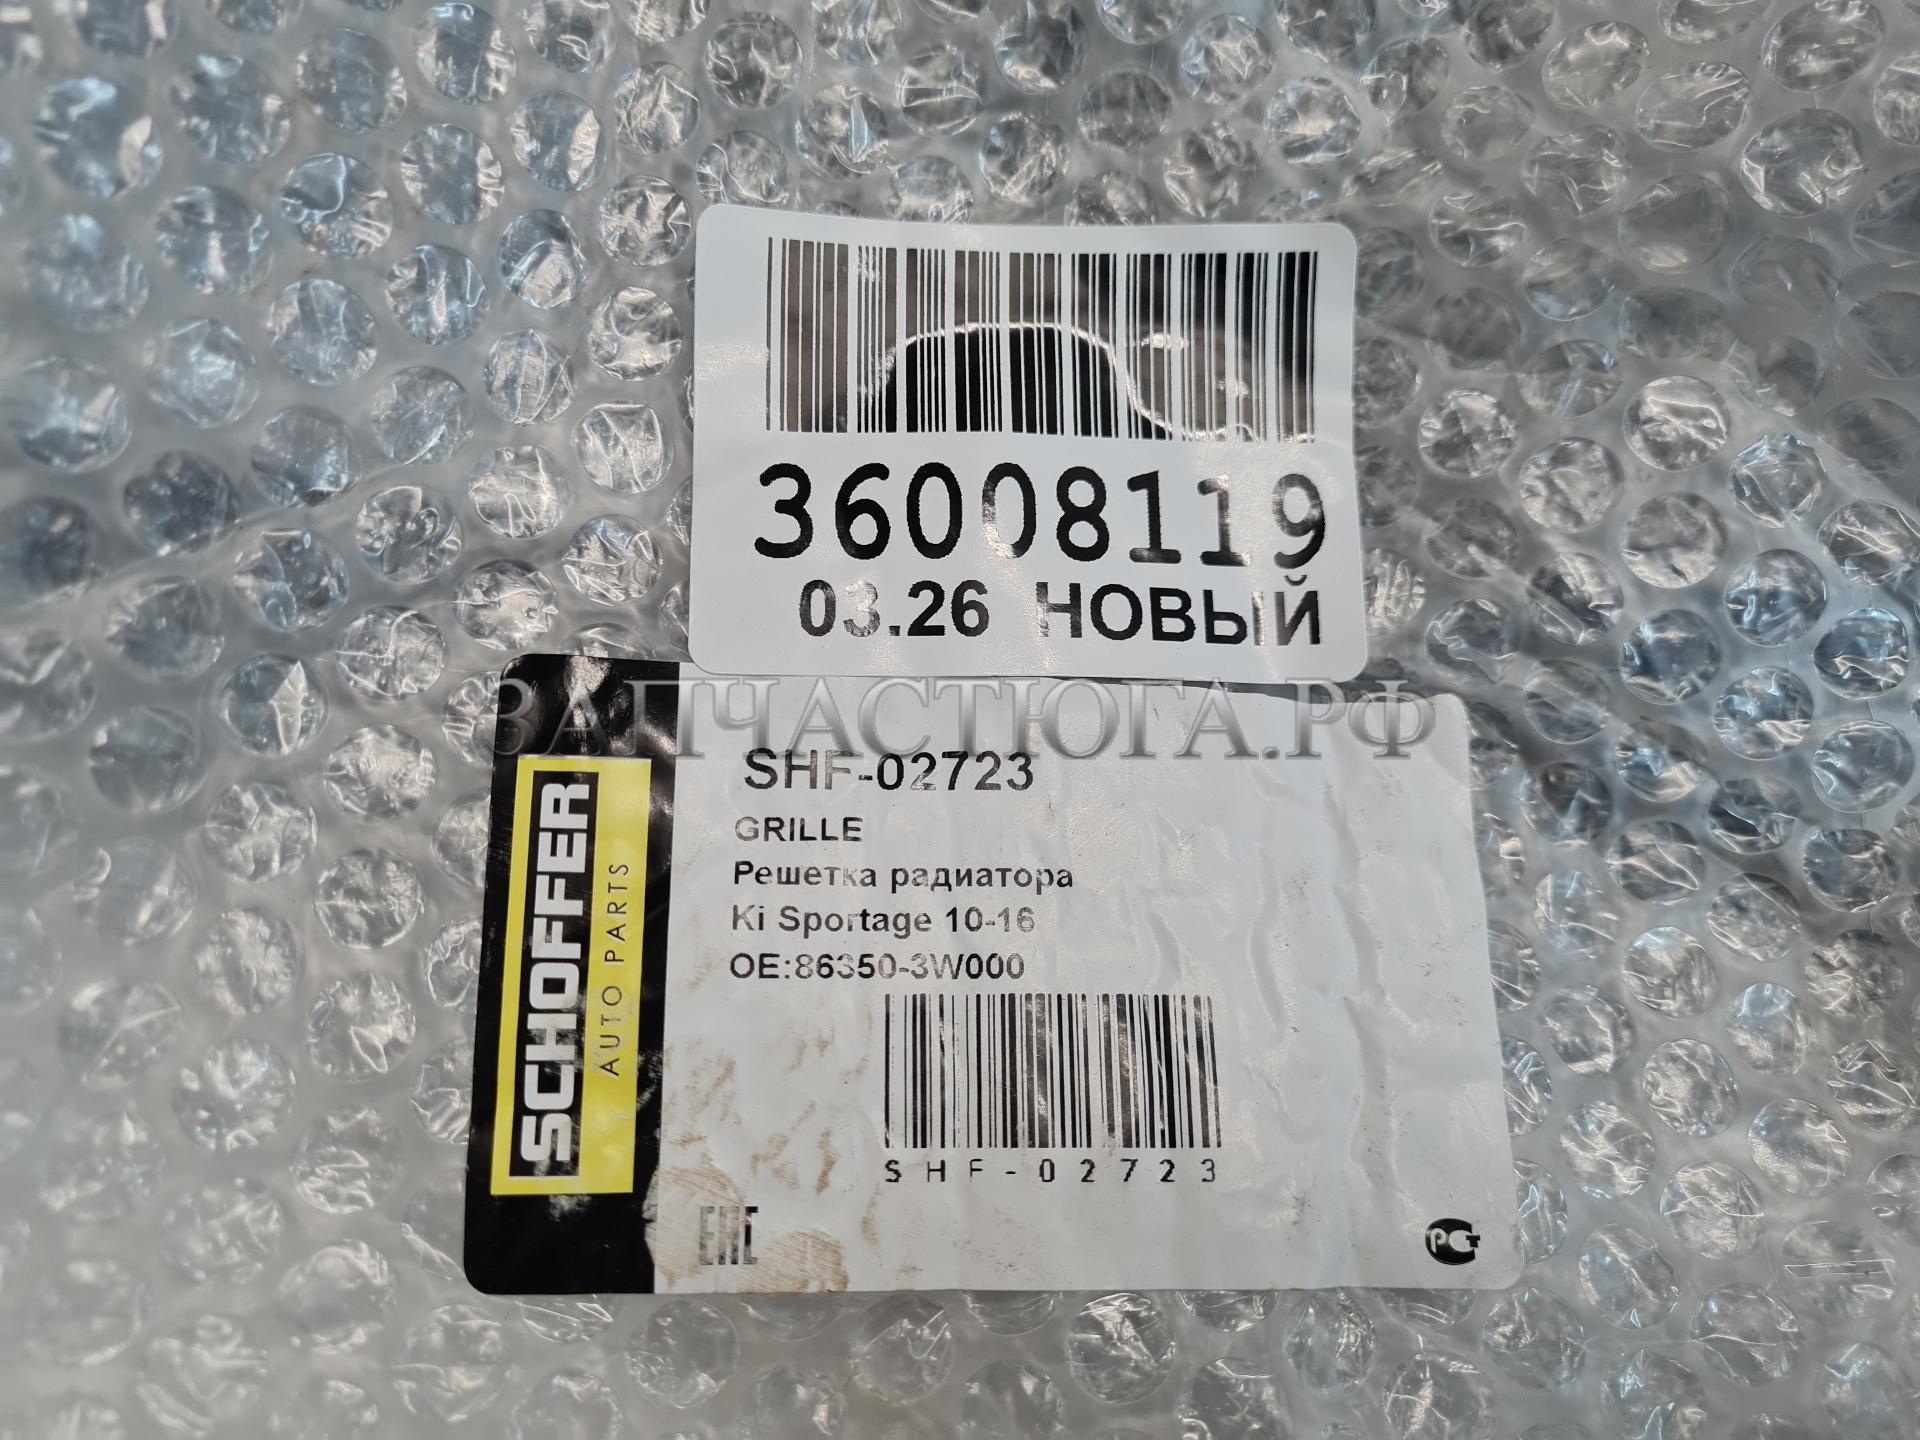 36008119
03.26 НОВЫЙ
ЗАПЧАСТЮГА.РФ
SHF-02723
GRILLE
Решетка радиатора
Ki Sportage 10-16
OE:86350-3W000
SHF-02723
SCHOFFER
AUTO PARTS
EAC
РСТ